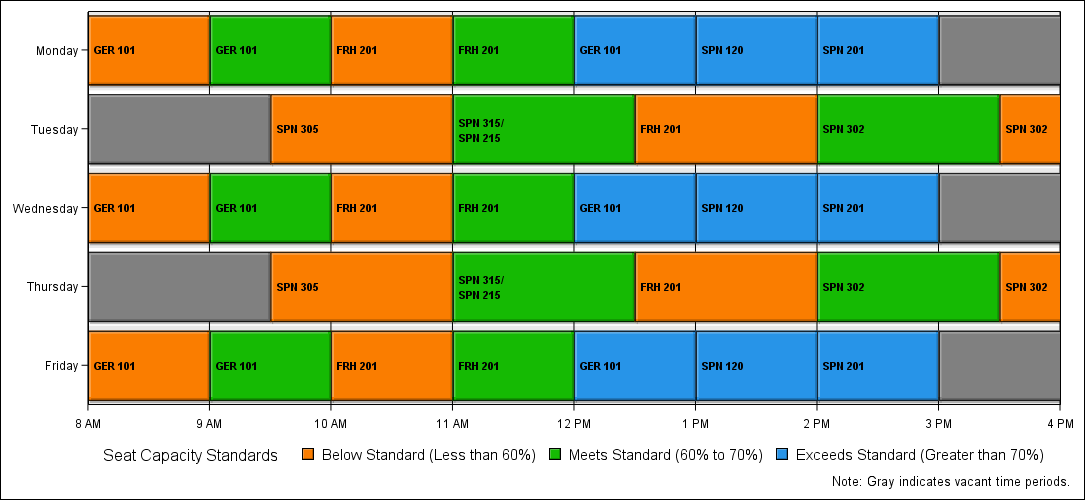 Monday
GER 101 GER 101 FRH 201 FRH 201 GER 101 SPN 120 SPN 201
Tuesday
SPN 305 SPN 315/ FRH 201 SPN 302 SPN 302
SPN 215
Wednesday
GER 101 GER 101 FRH 201 FRH 201 GER 101 SPN 120 SPN 201
Thursday
SPN 305 SPN 315/ FRH 201 SPN 302 SPN 302
SPN 215
Friday
GER 101 GER 101 FRH 201 FRH 201 GER 101 SPN 120 SPN 201
8 AM 9 AM 10 AM 11 AM 12 PM 1 PM 2 PM 3 PM 4 PM
Seat Capacity Standards Below Standard (Less than 60%) Meets Standard (60% to 70%) Exceeds Standard (Greater than 70%)
Note: Gray indicates vacant time periods.